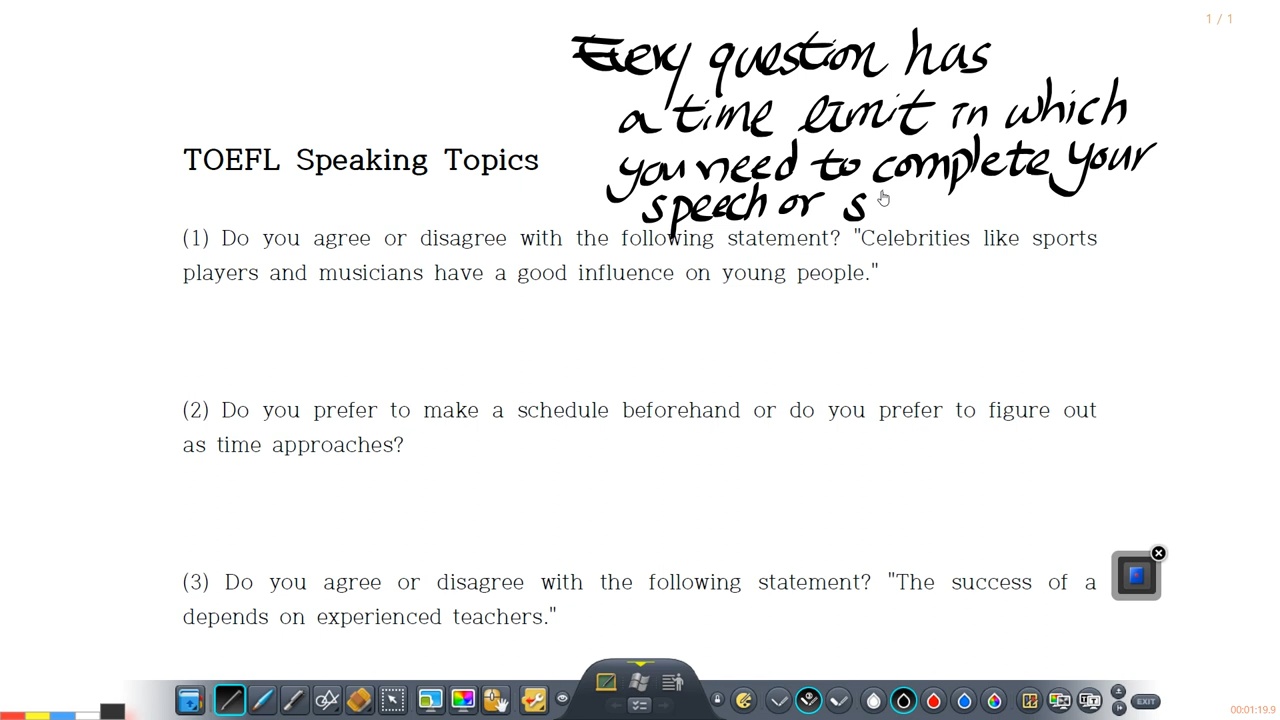 1 / 1
Every question has
a time limit in which
you need to complete your
speech or s
TOEFL Speaking Topics
(1) Do you agree or disagree with the following statement? "Celebrities like sports
players and musicians have a good influence on young people."
(2) Do you prefer to make a schedule beforehand or do you prefer to figure out
as time approaches?
(3) Do you agree or disagree with the following statement? "The success of a
depends on experienced teachers."
EXIT
00:01:19.9